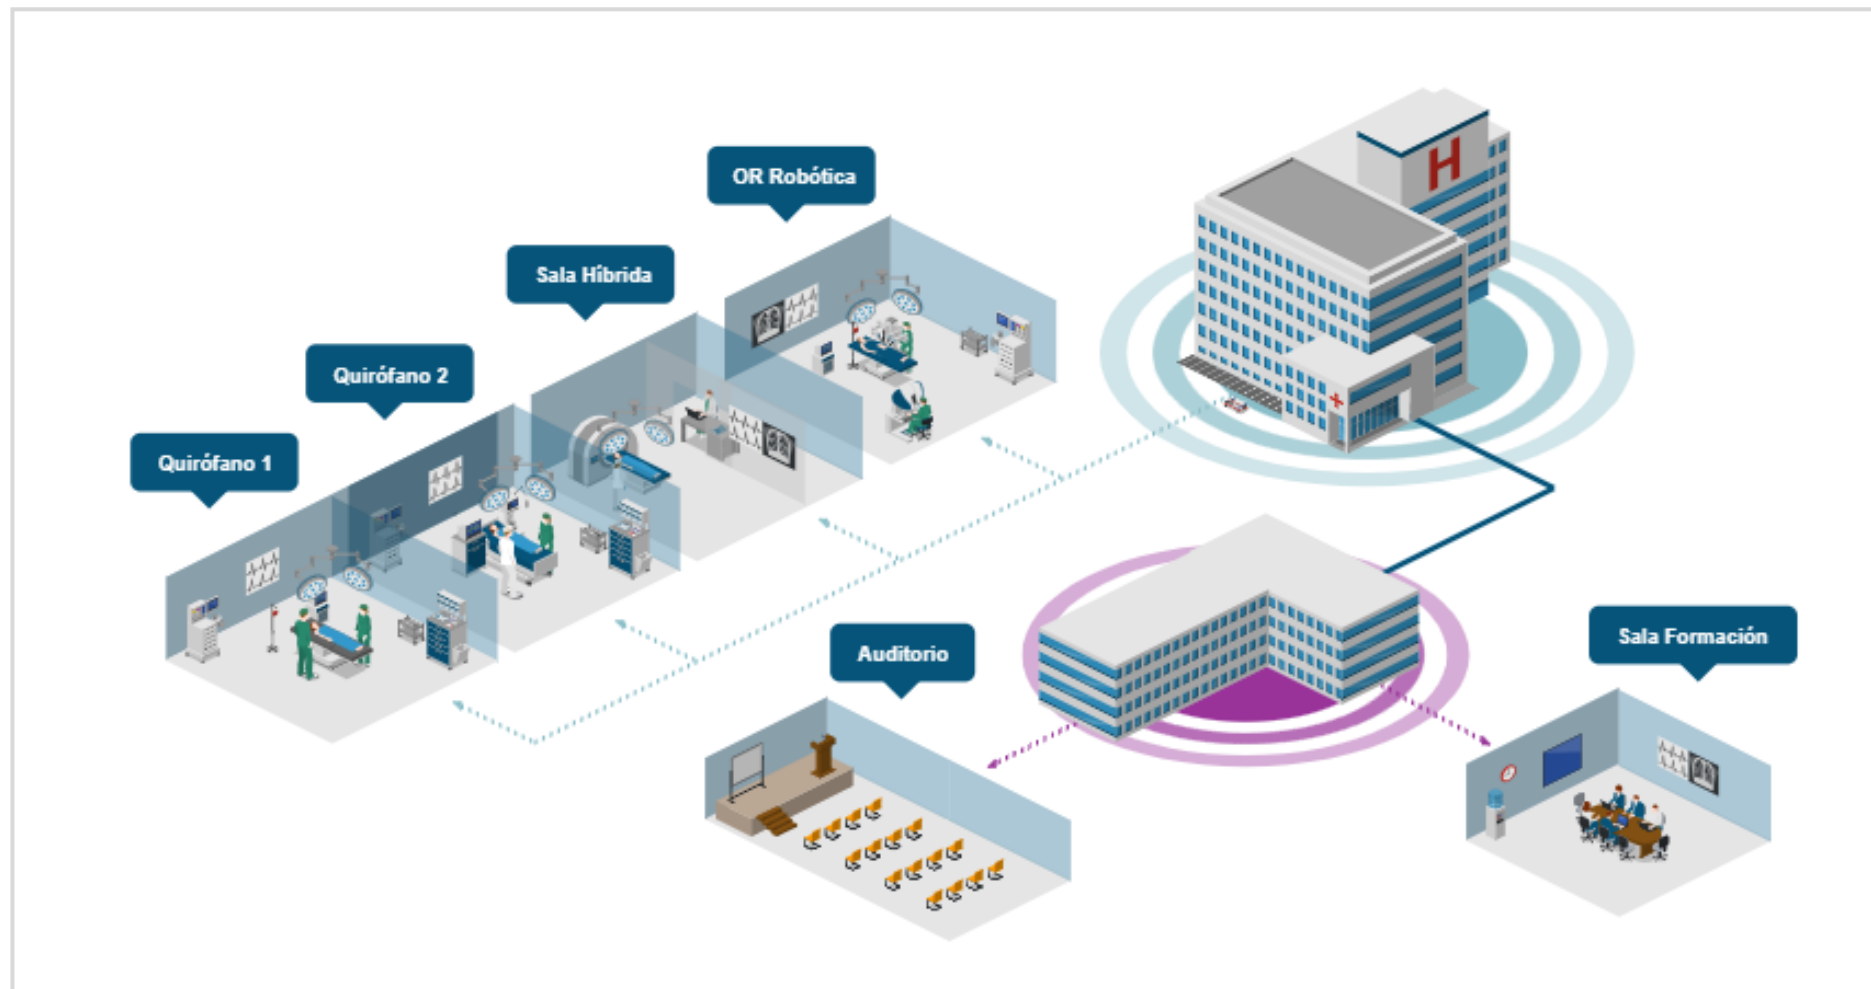 OR Robótica
H
Sala Híbrida
Quirófano 2
Quirófano 1
Auditorio
Sala Formación